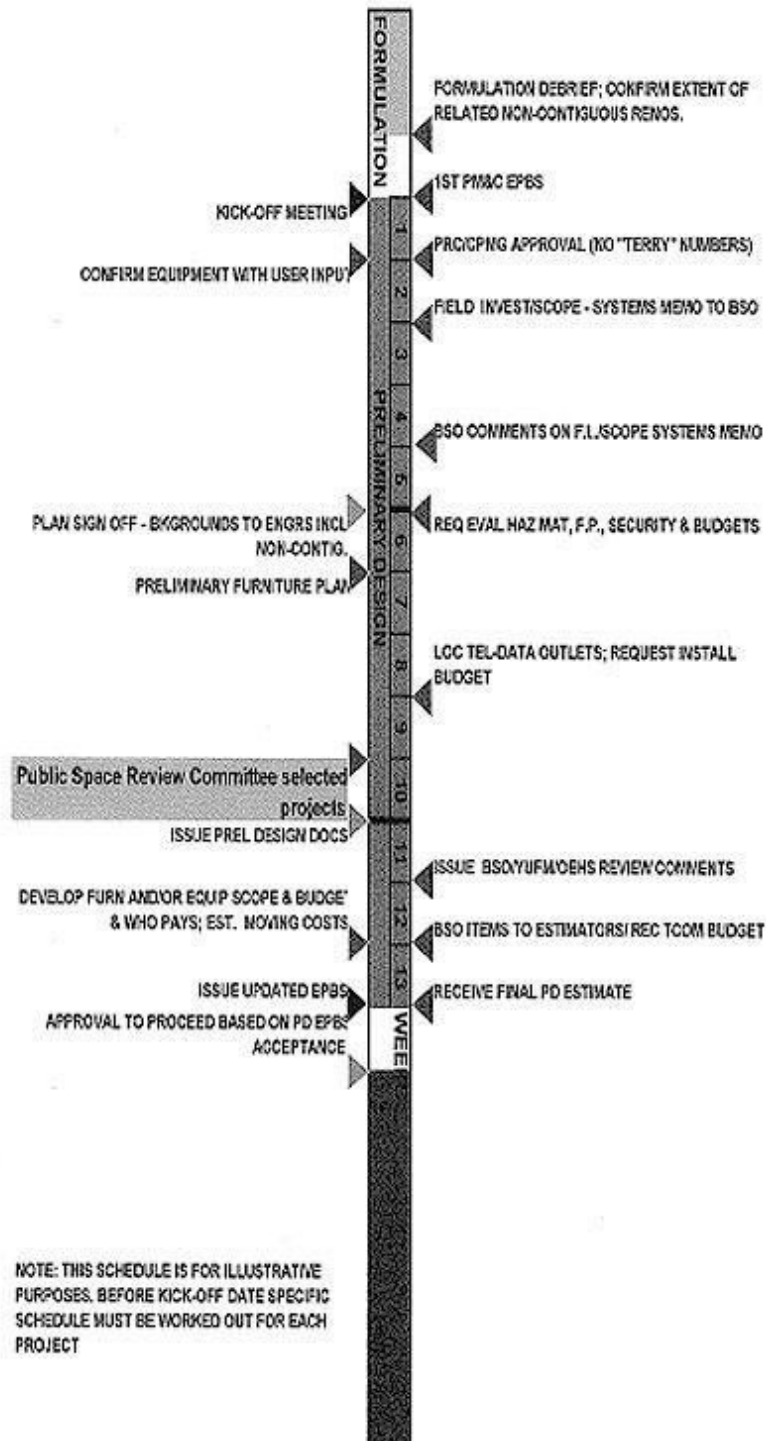 FORMULATION
FORMULATION DEBRIEF; CONFIRM EXTENT OF
RELATED NON-CONTIGUOUS RENOS.
1ST PM&C EPBS
KICK-OFF MEETING
1
PRC/CPMG APPROVAL (NO "TERRY" NUMBERS)
CONFIRM EQUIPMENT WITH USER INPUT
2
FIELD INVEST/SCOPE - SYSTEMS MEMO TO BSO
3
PRELIMINARY DESIGN
4
BSO COMMENTS ON F.I./SCOPE SYSTEMS MEMO
5
PLAN SIGN OFF - BKGROUNDS TO ENGRS INCL
NON-CONTIG.
REQ EVAL HAZ MAT, F.P., SECURITY & BUDGETS
6
PRELIMINARY FURNITURE PLAN
7
8
LOC TEL-DATA OUTLETS; REQUEST INSTALL
BUDGET
9
Public Space Review Committee selected
projects
10
ISSUE PREL DESIGN DOCS
11
ISSUE BSO/YUFM/OEHS REVIEW COMMENTS
DEVELOP FURN AND/OR EQUIP SCOPE & BUDGET
& WHO PAYS; EST. MOVING COSTS
12
BSO ITEMS TO ESTIMATORS/ REC TCOM BUDGET
13
ISSUE UPDATED EPBS
RECEIVE FINAL PD ESTIMATE
APPROVAL TO PROCEED BASED ON PD EPBS
ACCEPTANCE
WEE
NOTE: THIS SCHEDULE IS FOR ILLUSTRATIVE
PURPOSES. BEFORE KICK-OFF DATE SPECIFIC
SCHEDULE MUST BE WORKED OUT FOR EACH
PROJECT